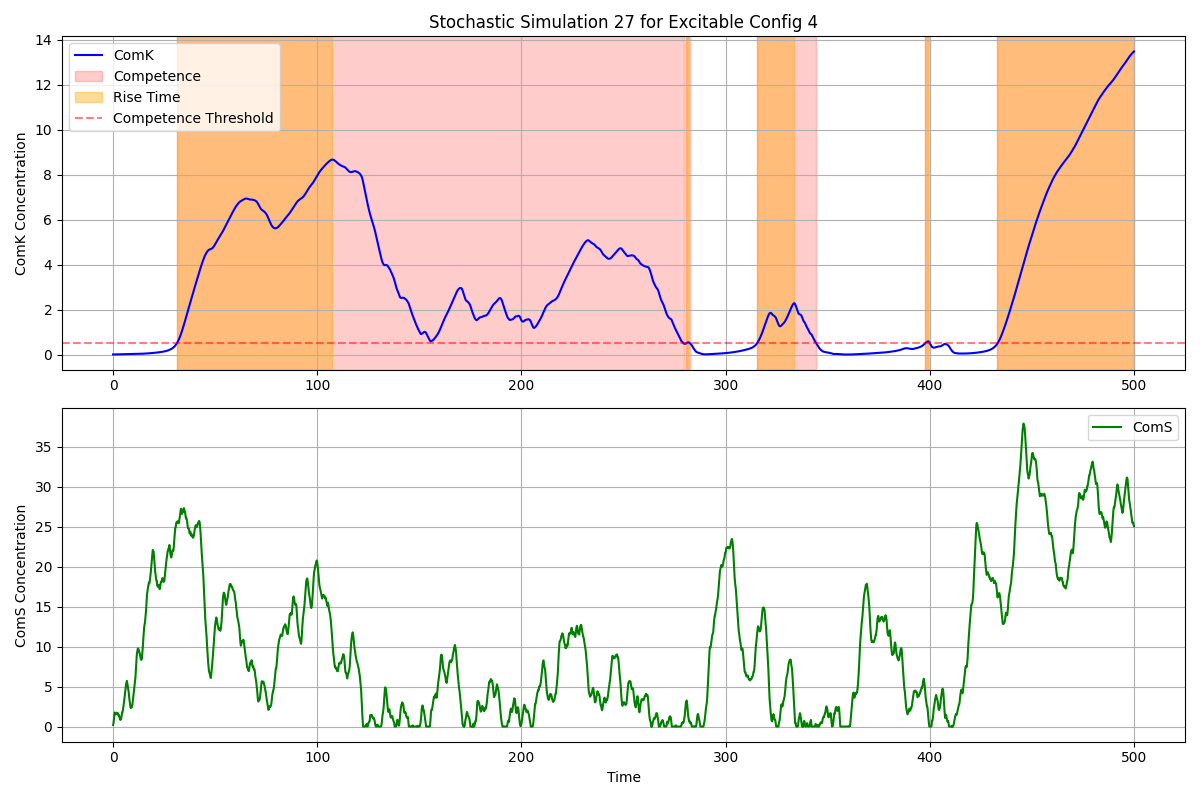 Stochastic Simulation 27 for Excitable Config 4
ComK Concentration
14
12
10
8
6
4
2
0
ComK
Competence
Rise Time
Competence Threshold
0 100 200 300 400 500
ComS Concentration
35
30
25
20
15
10
5
0
ComS
0 100 200 300 400 500
Time